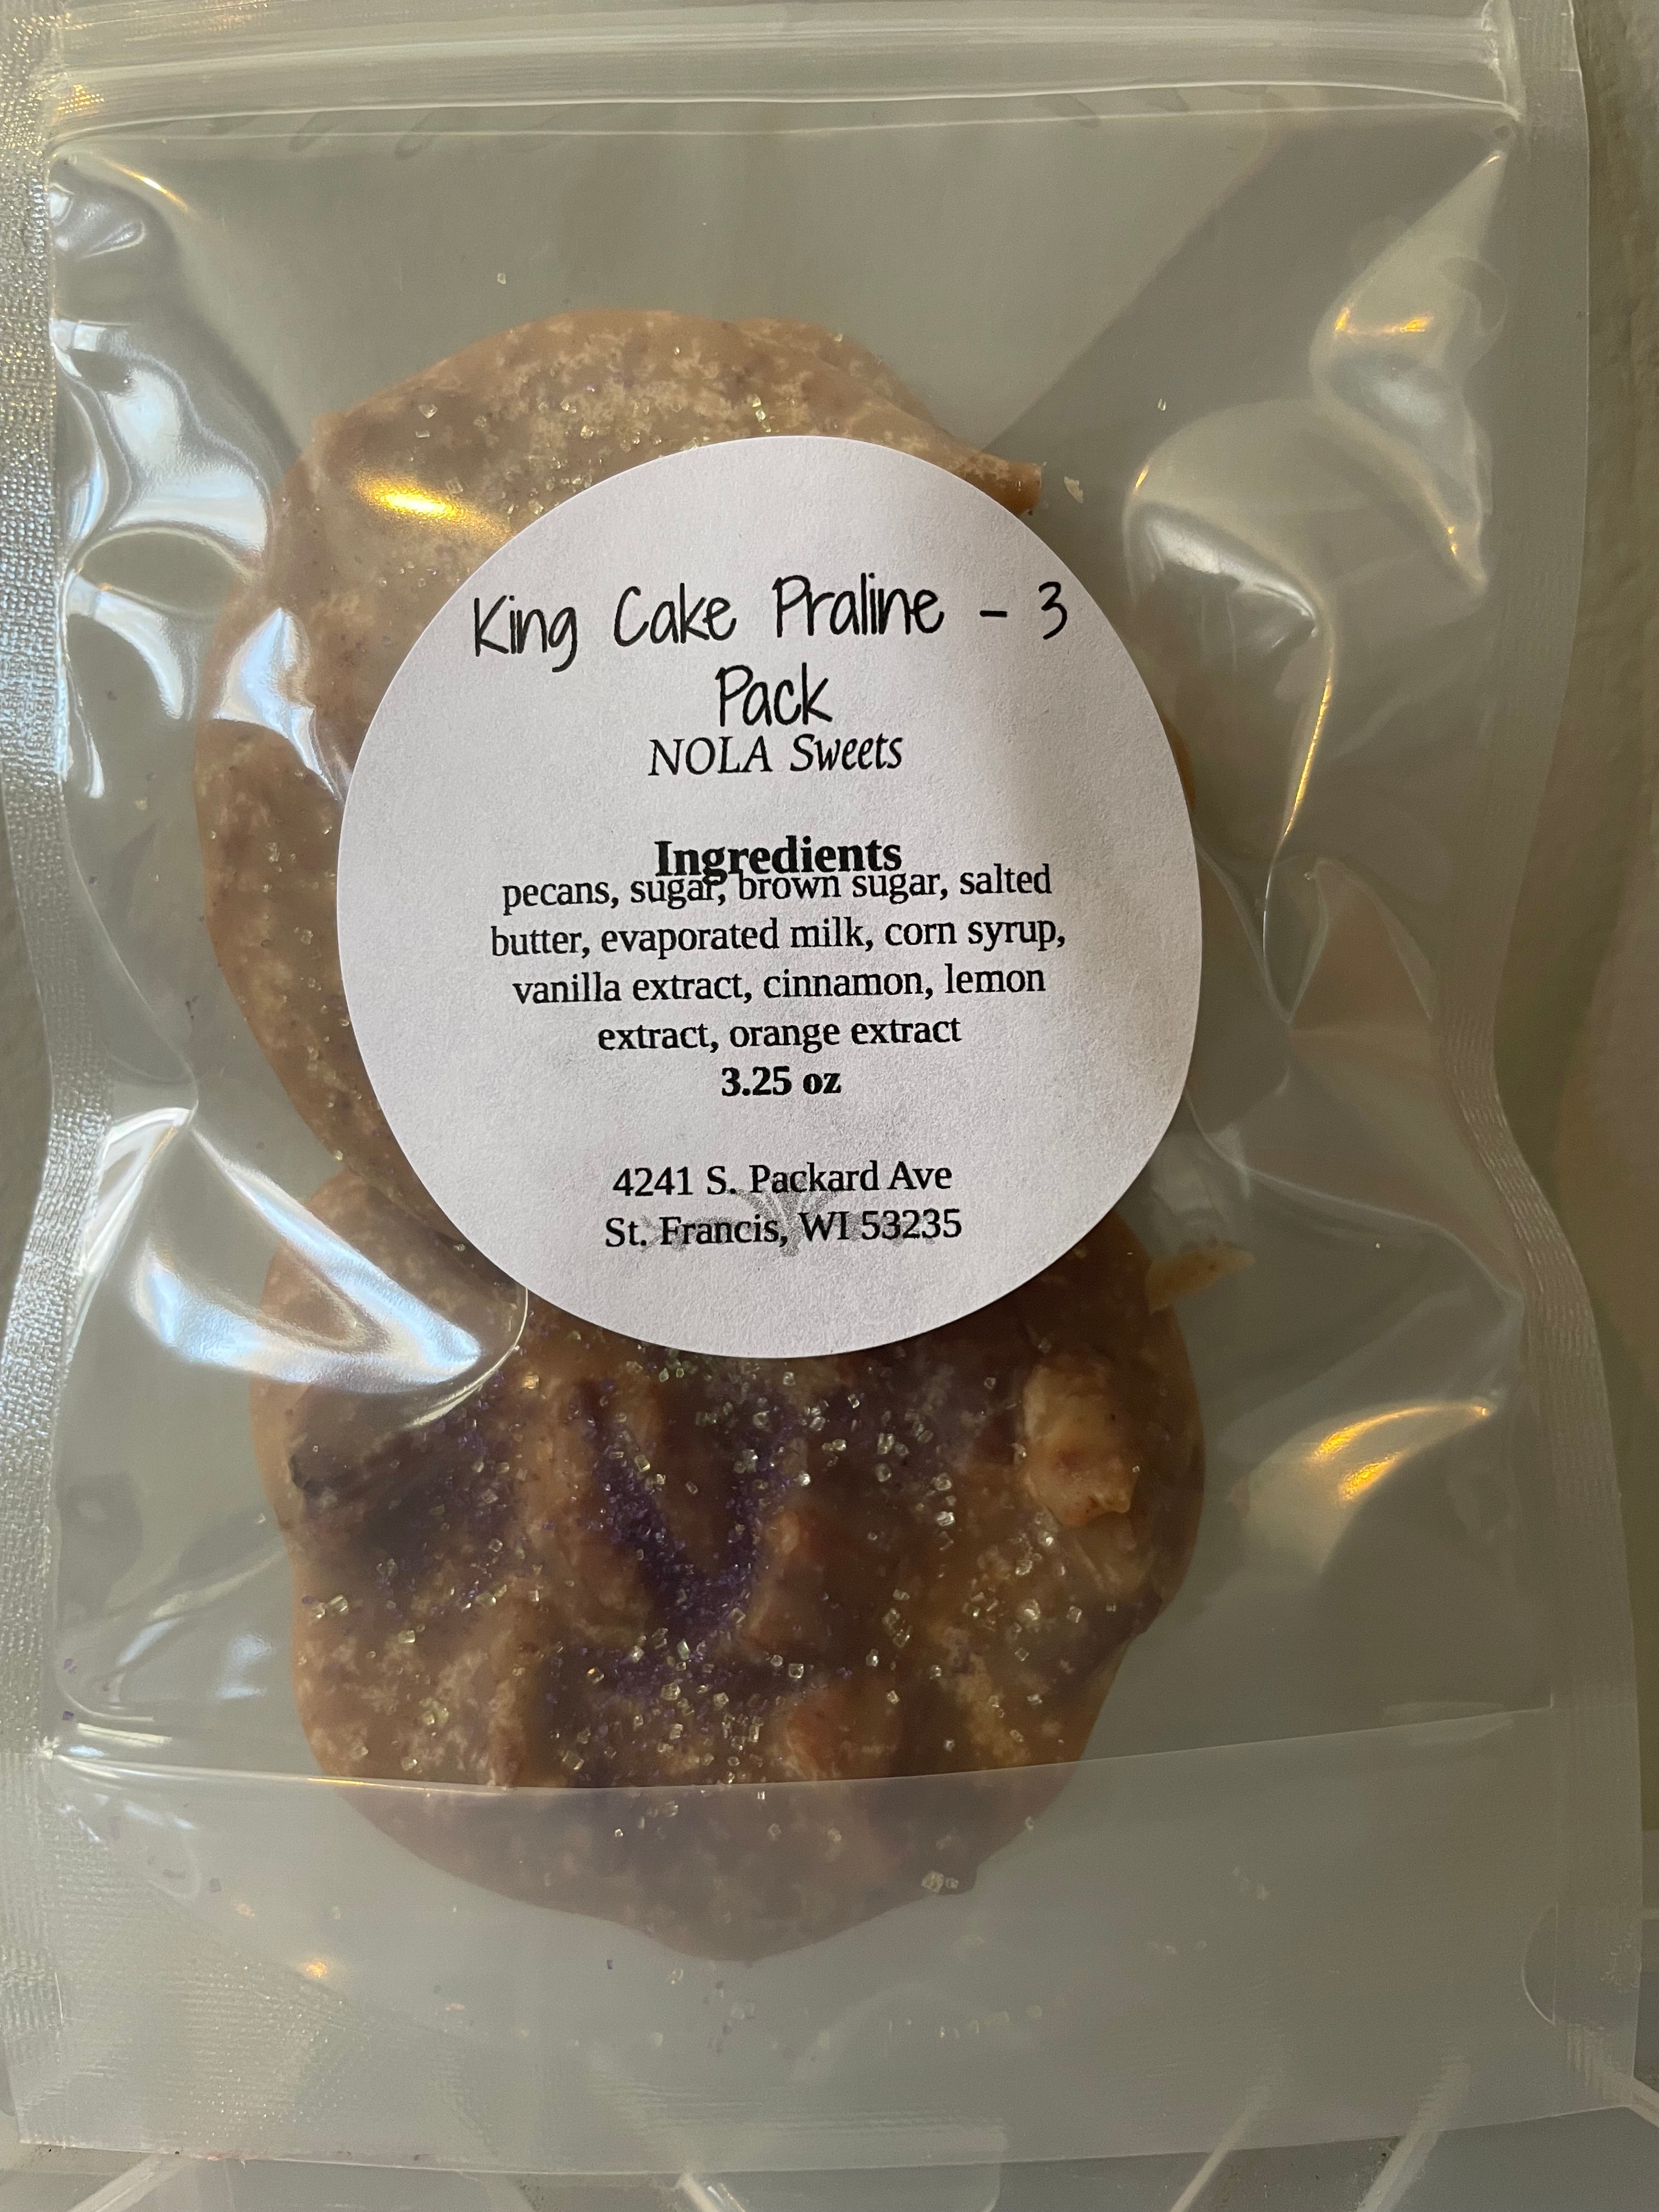 King Cake Praline - 3
Pack
NOLA Sweets
Ingredients
pecans, sugar, brown sugar, salted
butter, evaporated milk, corn syrup,
vanilla extract, cinnamon, lemon
extract, orange extract
3.25 oz
4241 S. Packard Ave
St. Francis, WI 53235